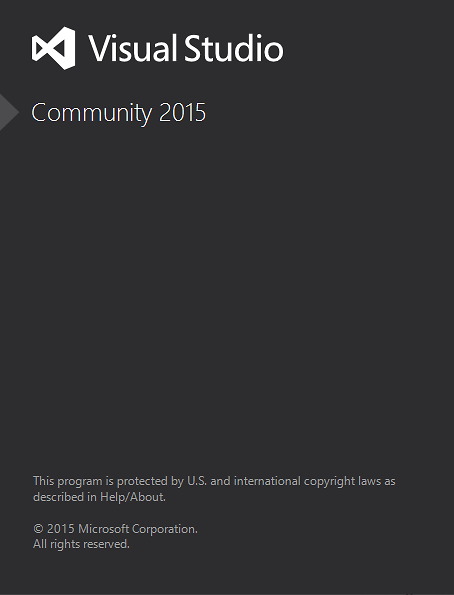 Visual Studio
Community 2015
This program is protected by U.S. and international copyright laws as
described in Help/About.
© 2015 Microsoft Corporation.
All rights reserved.